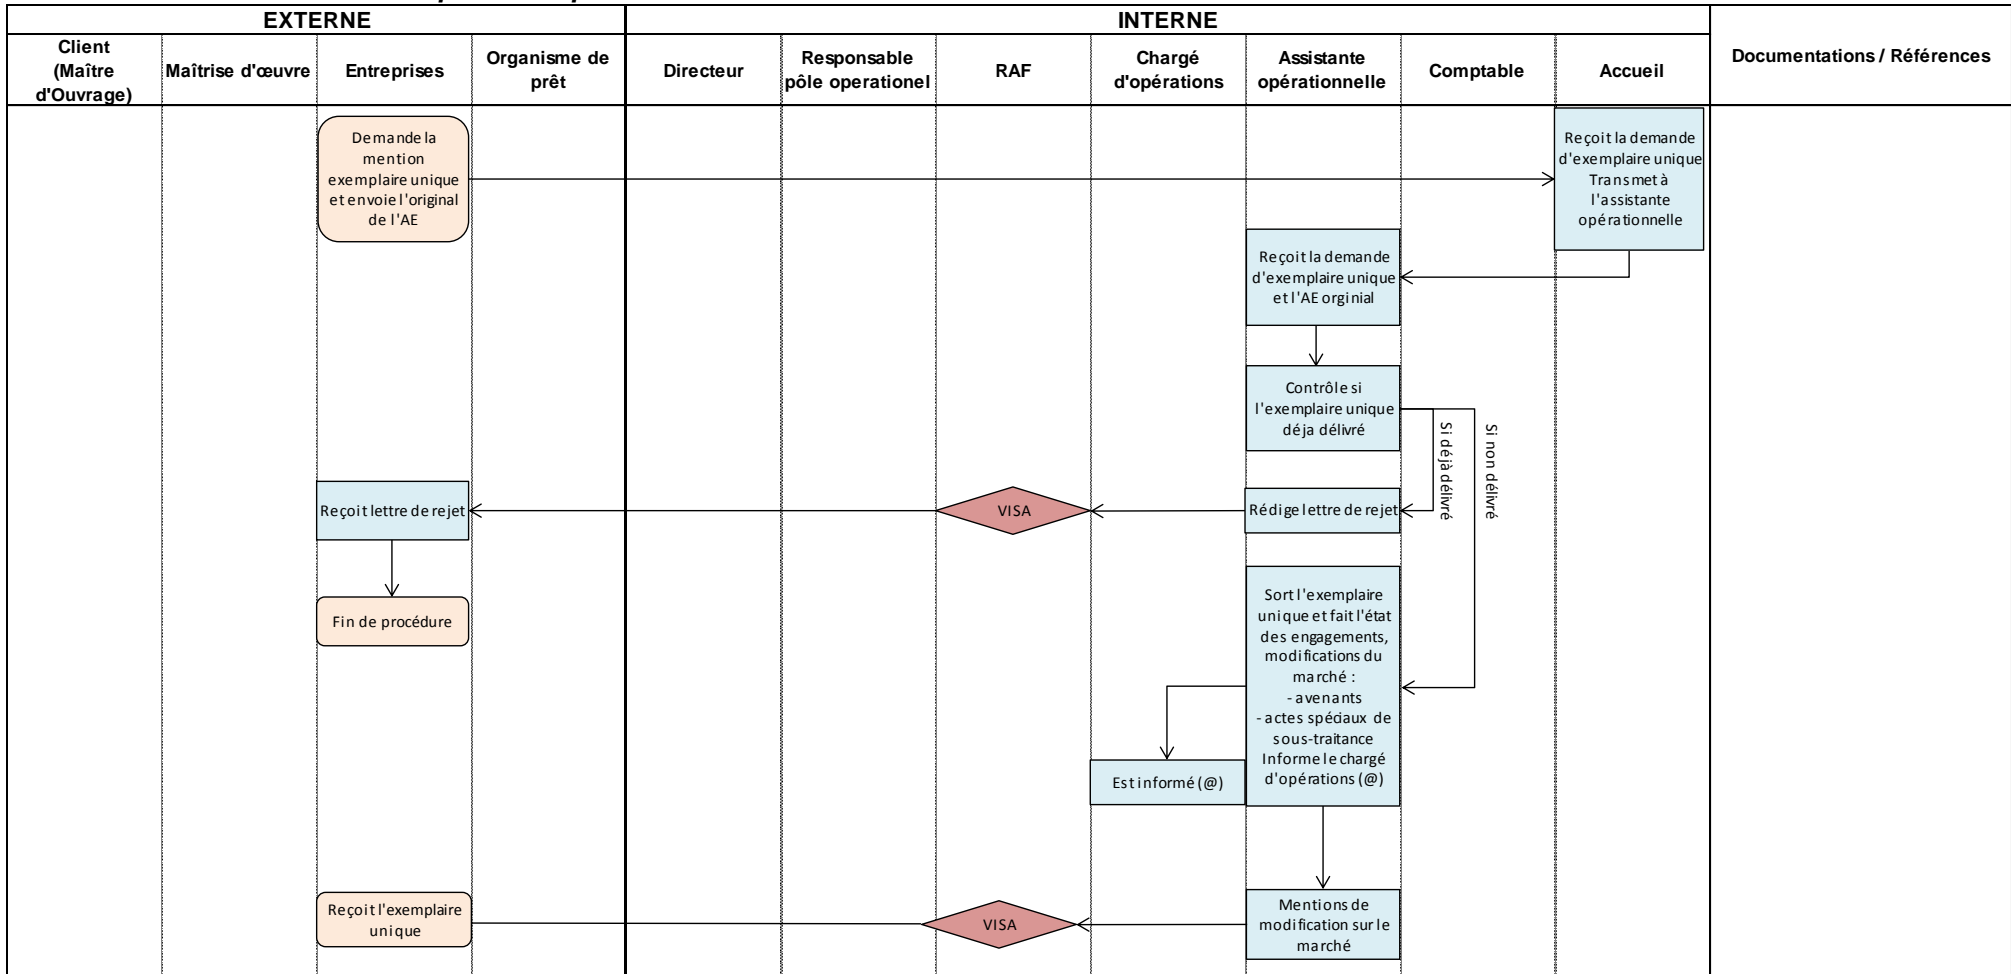 EXTERNE
INTERNE
Client
(Maître
d'Ouvrage)
Maîtrise d'œuvre
Entreprises
Organisme de
prêt
Directeur
Responsable
pôle operationel
RAF
Chargé
d'opérations
Assistante
opérationnelle
Comptable
Accueil
Documentations / Références
Demande la
mention
exemplaire unique
et envoie l'original
de l'AE
Reçoit la demande
d'exemplaire unique
Transmet à
l'assistante
opérationnelle
Reçoit la demande
d'exemplaire unique
et l'AE orginial
Contrôle si
l'exemplaire unique
déja délivré
Si déjà délivré
Si non délivré
Reçoit lettre de rejet
VISA
Rédige lettre de rejet
Fin de procédure
Sort l'exemplaire
unique et fait l'état
des engagements,
modifications du
marché :
- avenants
- actes spéciaux de
sous-traitance
Informe le chargé
d'opérations (@)
Est informé (@)
Reçoit l'exemplaire
unique
VISA
Mentions de
modification sur le
marché